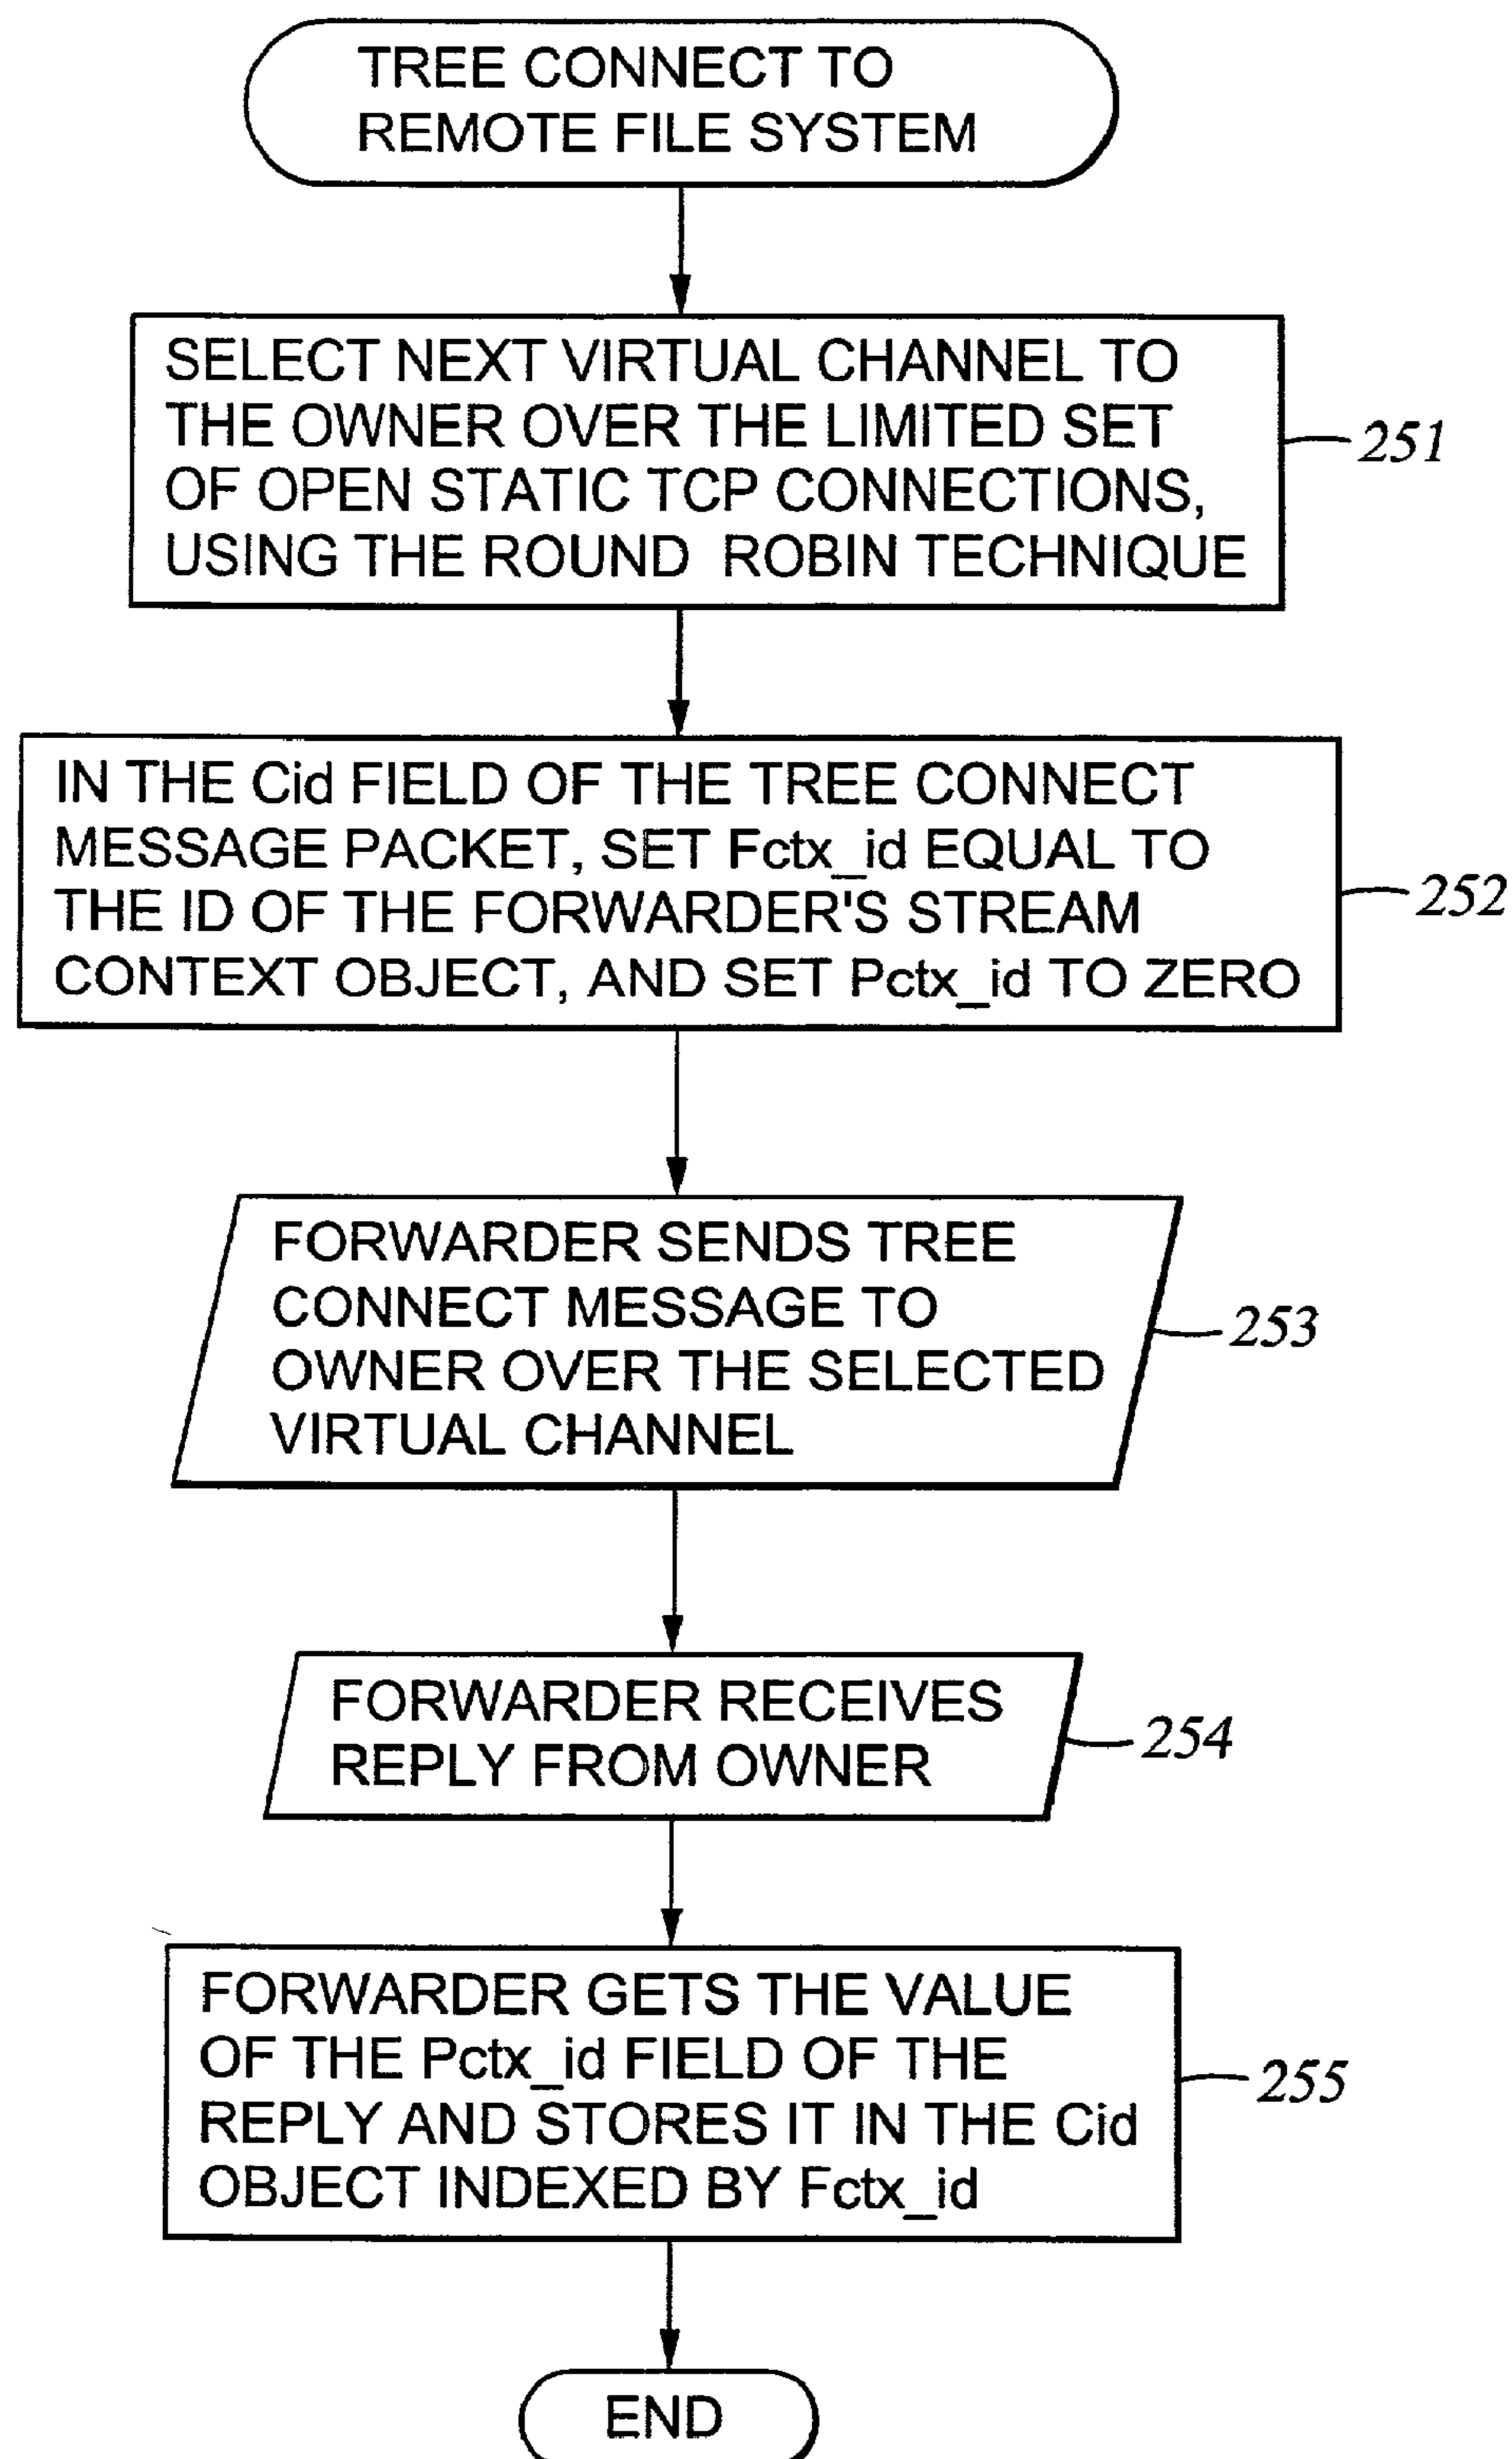 TREE CONNECT TO
REMOTE FILE SYSTEM
SELECT NEXT VIRTUAL CHANNEL TO
THE OWNER OVER THE LIMITED SET
OF OPEN STATIC TCP CONNECTIONS,
USING THE ROUND ROBIN TECHNIQUE
251
IN THE Cid FIELD OF THE TREE CONNECT
MESSAGE PACKET, SET Fctx_id EQUAL TO
THE ID OF THE FORWARDER'S STREAM
CONTEXT OBJECT, AND SET Pctx_id TO ZERO
252
FORWARDER SENDS TREE
CONNECT MESSAGE TO
OWNER OVER THE SELECTED
VIRTUAL CHANNEL
253
FORWARDER RECEIVES
REPLY FROM OWNER
254
FORWARDER GETS THE VALUE
OF THE Pctx_id FIELD OF THE
REPLY AND STORES IT IN THE Cid
OBJECT INDEXED BY Fctx_id
255
END